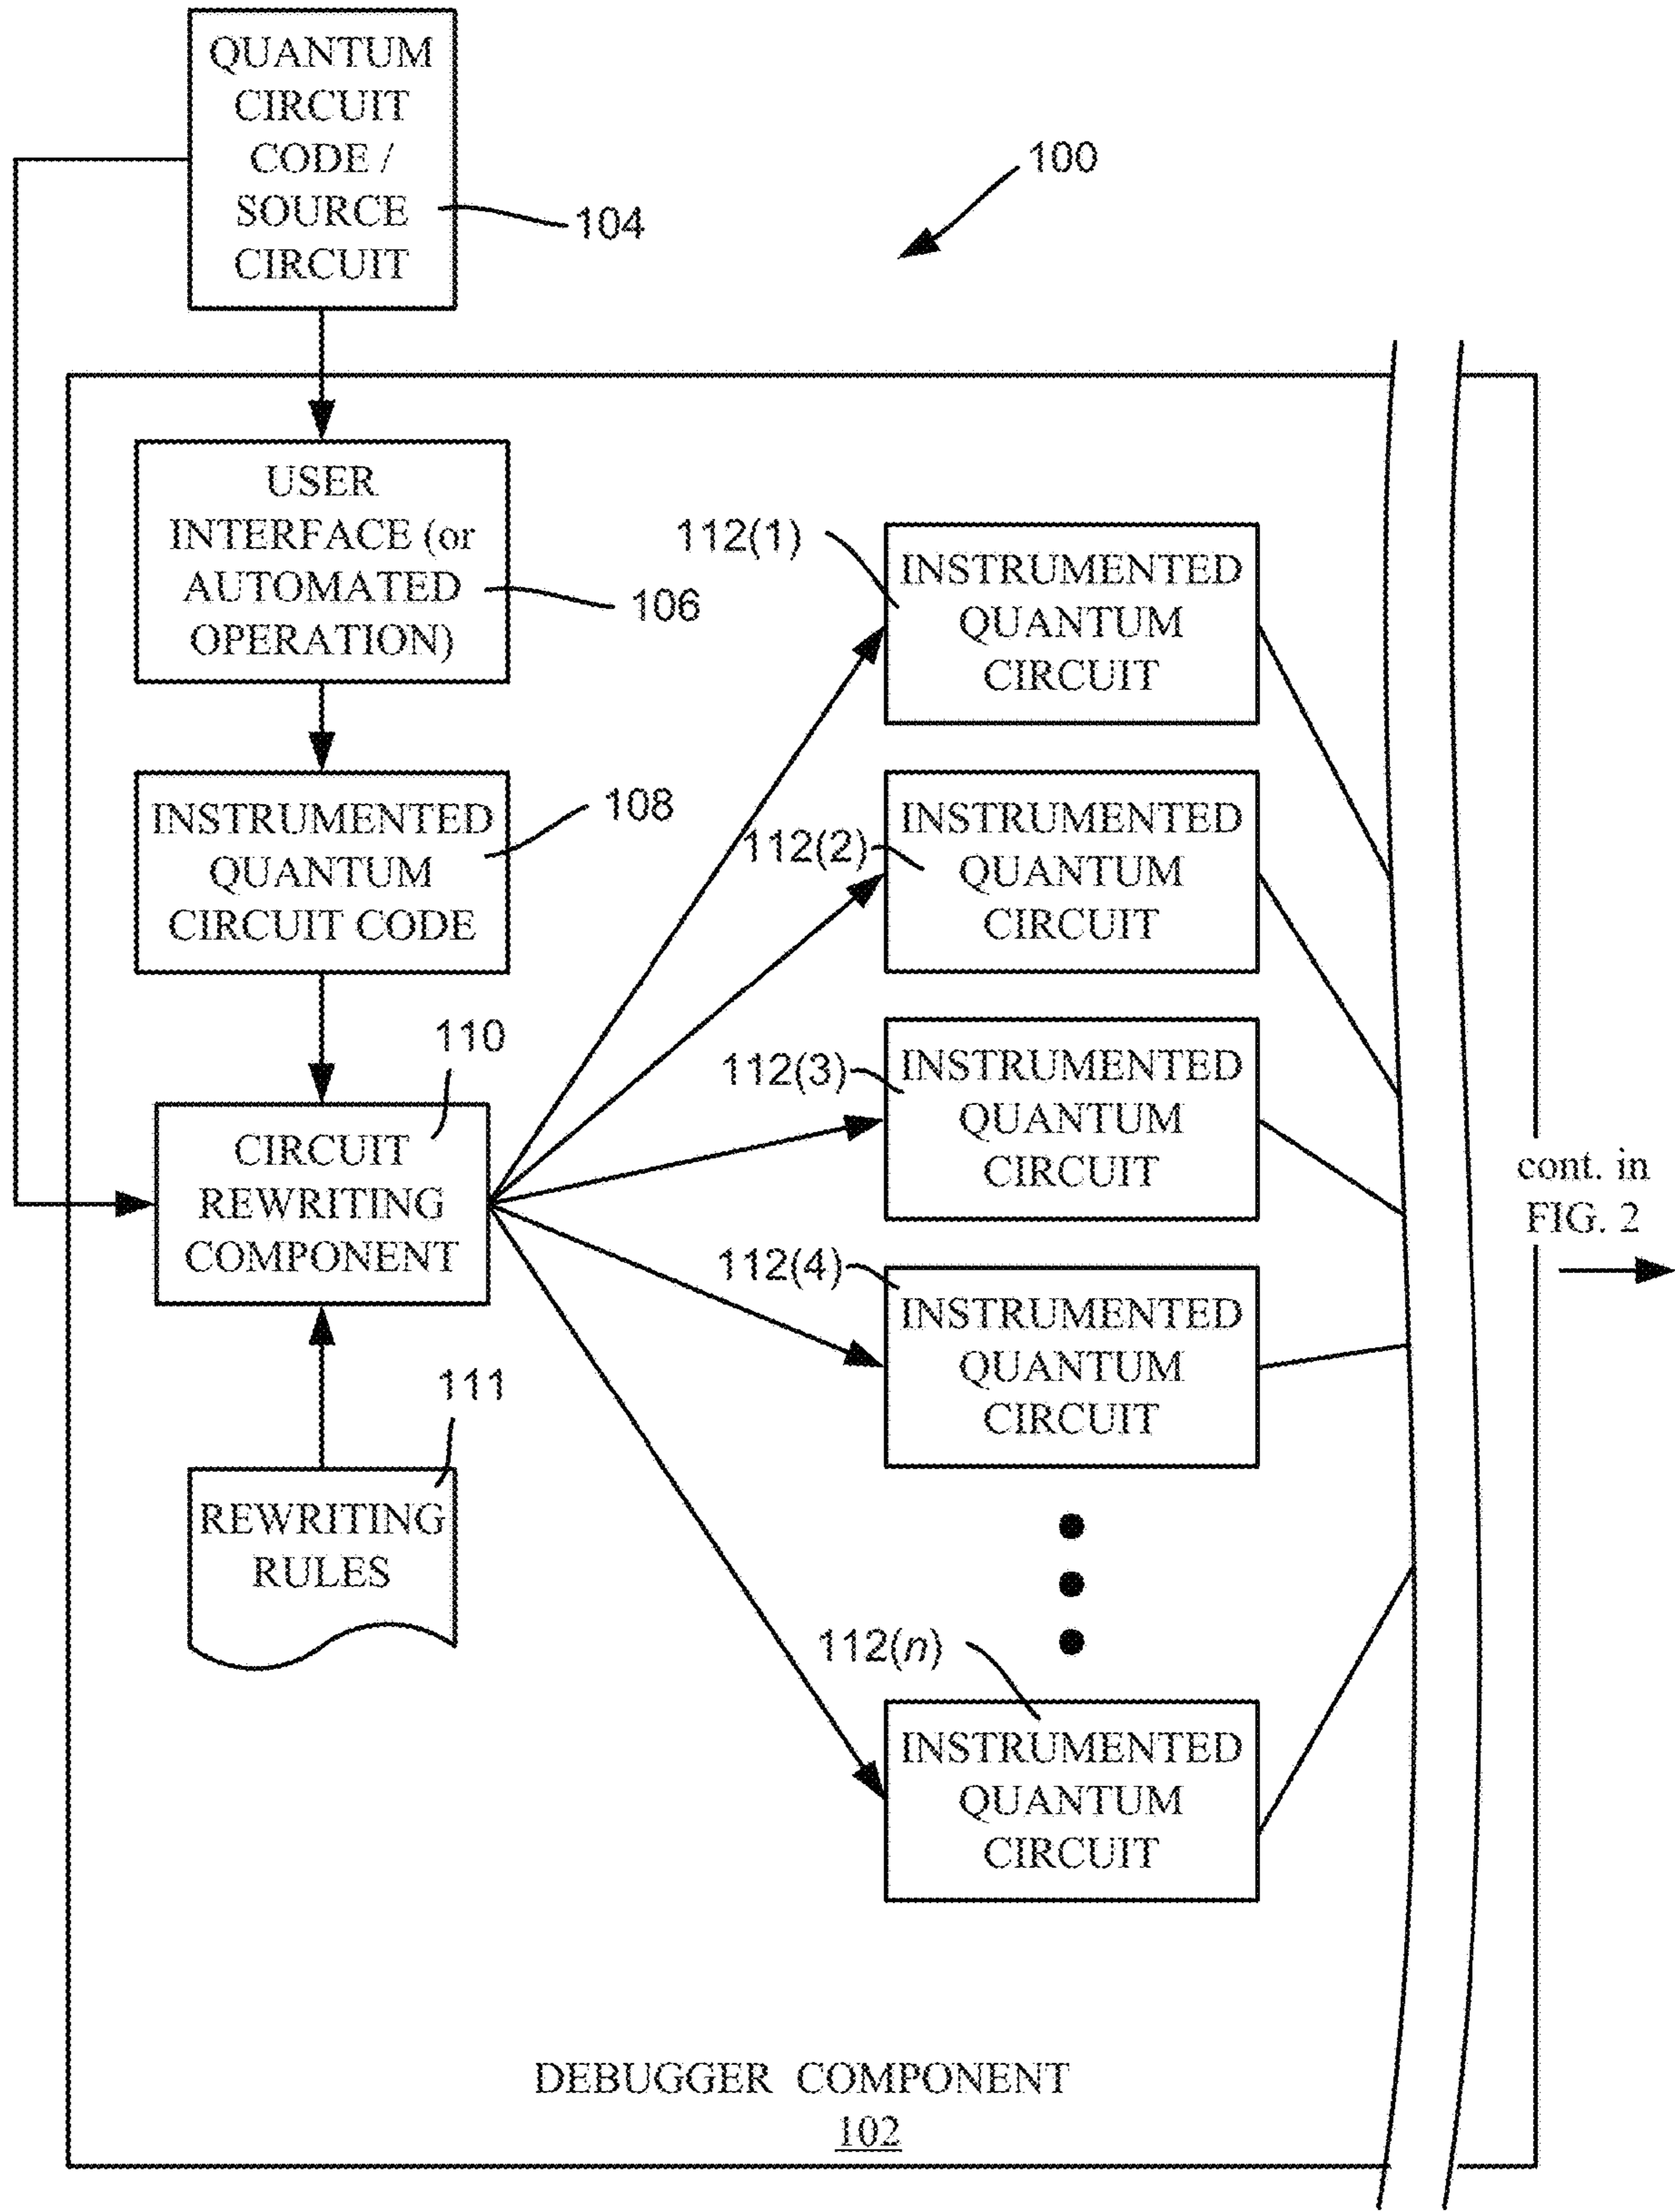 QUANTUM
CIRCUIT
CODE /
SOURCE
CIRCUIT
104
100
USER
INTERFACE (or
AUTOMATED
OPERATION)
106
INSTRUMENTED
QUANTUM
CIRCUIT CODE
108
110
CIRCUIT
REWRITING
COMPONENT
111
REWRITING
RULES
112(1)
INSTRUMENTED
QUANTUM
CIRCUIT
112(2)
INSTRUMENTED
QUANTUM
CIRCUIT
112(3)
INSTRUMENTED
QUANTUM
CIRCUIT
112(4)
INSTRUMENTED
QUANTUM
CIRCUIT
112(n)
INSTRUMENTED
QUANTUM
CIRCUIT
cont. in
FIG. 2
DEBUGGER COMPONENT
102